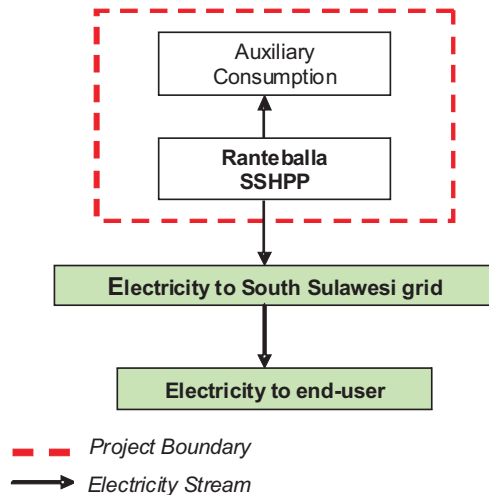 Auxiliary
Consumption
Ranteballa
SSHPP
Electricity to South Sulawesi grid
Electricity to end-user
Project Boundary
Electricity Stream